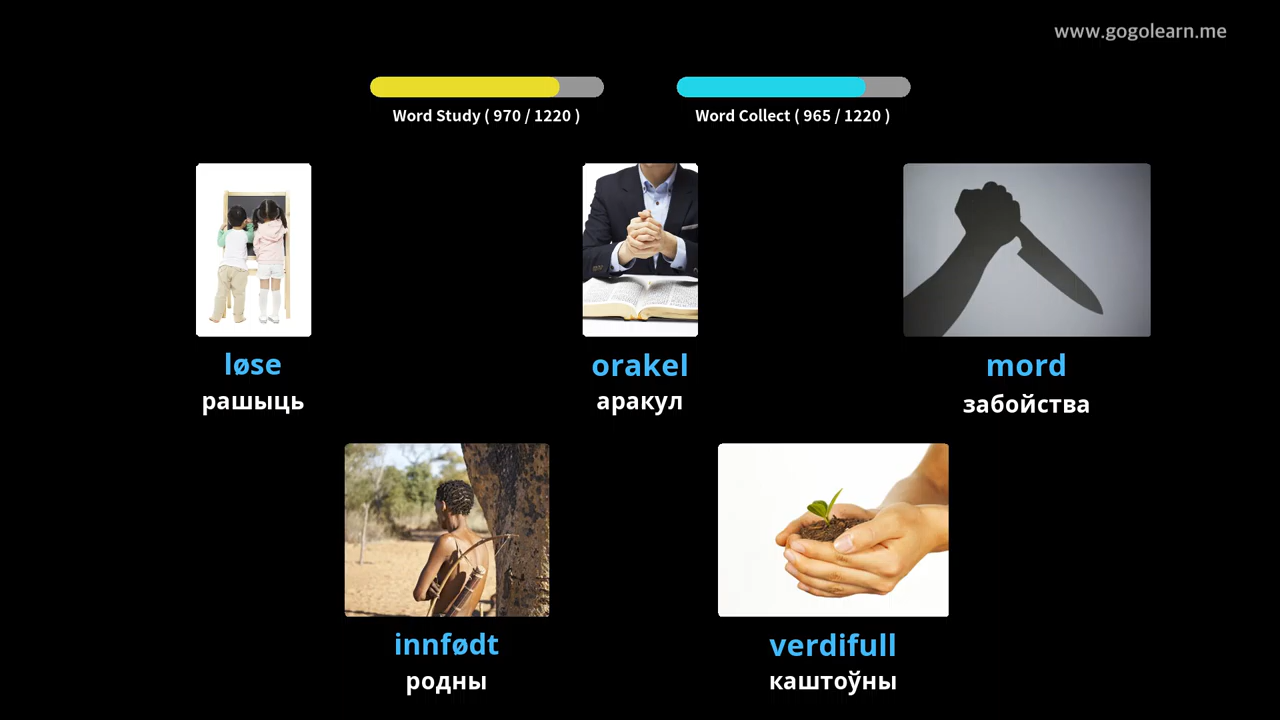 www.gogolearn.me
Word Study ( 970 / 1220 )
Word Collect ( 965 / 1220 )
løse
рашыць
orakel
аракул
mord
забойства
innfødt
родны
verdifull
каштоўны